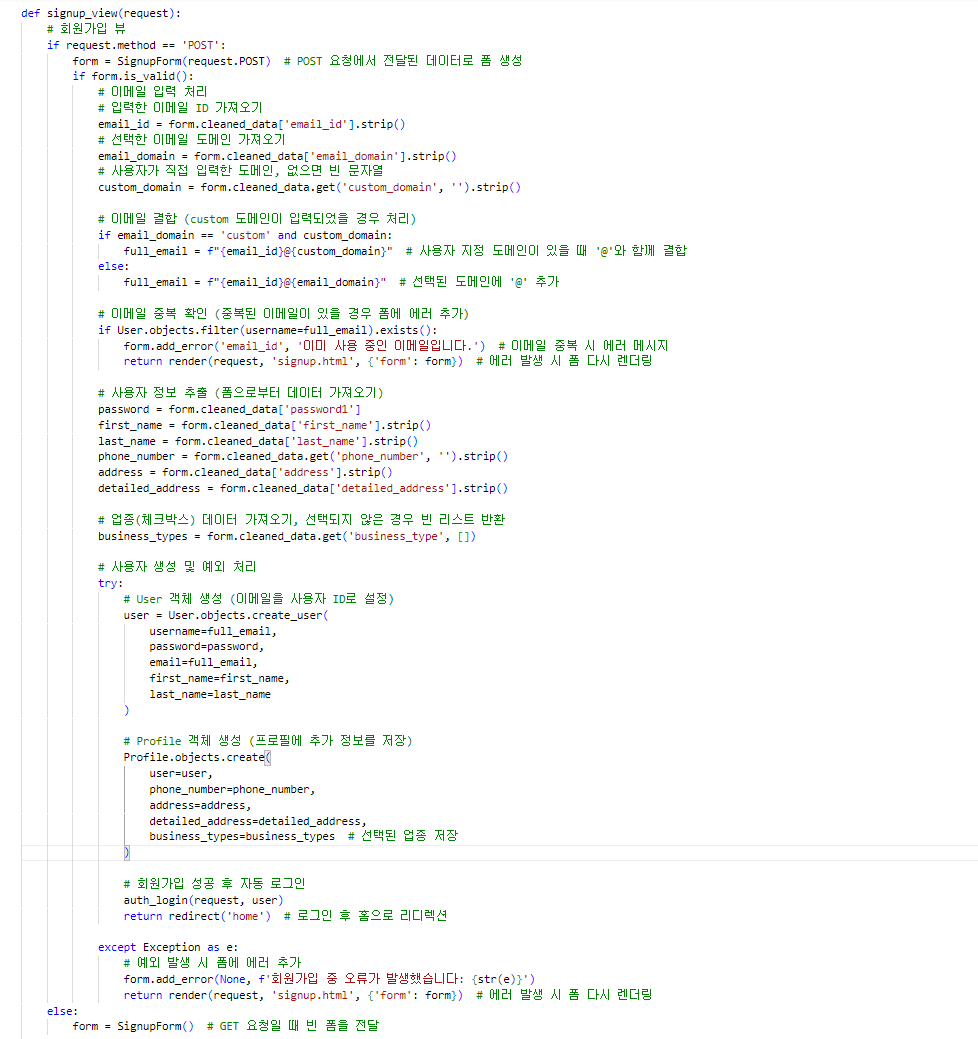 def signup_view(request):
    # 회원가입 뷰
    if request.method == 'POST':
        form = SignupForm(request.POST)  # POST 요청에서 전달된 데이터로 폼 생성
        if form.is_valid():
            # 이메일 입력 처리
            # 입력한 이메일 ID 가져오기
            email_id = form.cleaned_data['email_id'].strip()
            # 선택한 이메일 도메인 가져오기
            email_domain = form.cleaned_data['email_domain'].strip()
            # 사용자가 직접 입력한 도메인, 없으면 빈 문자열
            custom_domain = form.cleaned_data.get('custom_domain', '').strip()

            # 이메일 결합 (custom 도메인이 입력되었을 경우 처리)
            if email_domain == 'custom' and custom_domain:
                full_email = f"{email_id}@{custom_domain}"  # 사용자 지정 도메인이 있을 때 '@'와 함께 결합
            else:
                full_email = f"{email_id}@{email_domain}"  # 선택된 도메인에 '@' 추가

            # 이메일 중복 확인 (중복된 이메일이 있을 경우 폼에 에러 추가)
            if User.objects.filter(username=full_email).exists():
                form.add_error('email_id', '이미 사용 중인 이메일입니다.')  # 이메일 중복 시 에러 메시지
                return render(request, 'signup.html', {'form': form})  # 에러 발생 시 폼 다시 렌더링

            # 사용자 정보 추출 (폼으로부터 데이터 가져오기)
            password = form.cleaned_data['password1']
            first_name = form.cleaned_data['first_name'].strip()
            last_name = form.cleaned_data['last_name'].strip()
            phone_number = form.cleaned_data.get('phone_number', '').strip()
            address = form.cleaned_data['address'].strip()
            detailed_address = form.cleaned_data['detailed_address'].strip()

            # 업종(체크박스) 데이터 가져오기, 선택되지 않은 경우 빈 리스트 반환
            business_types = form.cleaned_data.get('business_type', [])

            # 사용자 생성 및 예외 처리
            try:
                # User 객체 생성 (이메일을 사용자 ID로 설정)
                user = User.objects.create_user(
                    username=full_email,
                    password=password,
                    email=full_email,
                    first_name=first_name,
                    last_name=last_name
                )

                # Profile 객체 생성 (프로필에 추가 정보를 저장)
                Profile.objects.create(
                    user=user,
                    phone_number=phone_number,
                    address=address,
                    detailed_address=detailed_address,
                    business_types=business_types  # 선택된 업종 저장
                )

                # 회원가입 성공 후 자동 로그인
                auth_login(request, user)
                return redirect('home')  # 로그인 후 홈으로 리디렉션

            except Exception as e:
                # 예외 발생 시 폼에 에러 추가
                form.add_error(None, f'회원가입 중 오류가 발생했습니다: {str(e)}')
                return render(request, 'signup.html', {'form': form})  # 에러 발생 시 폼 다시 렌더링
    else:
        form = SignupForm()  # GET 요청일 때 빈 폼을 전달